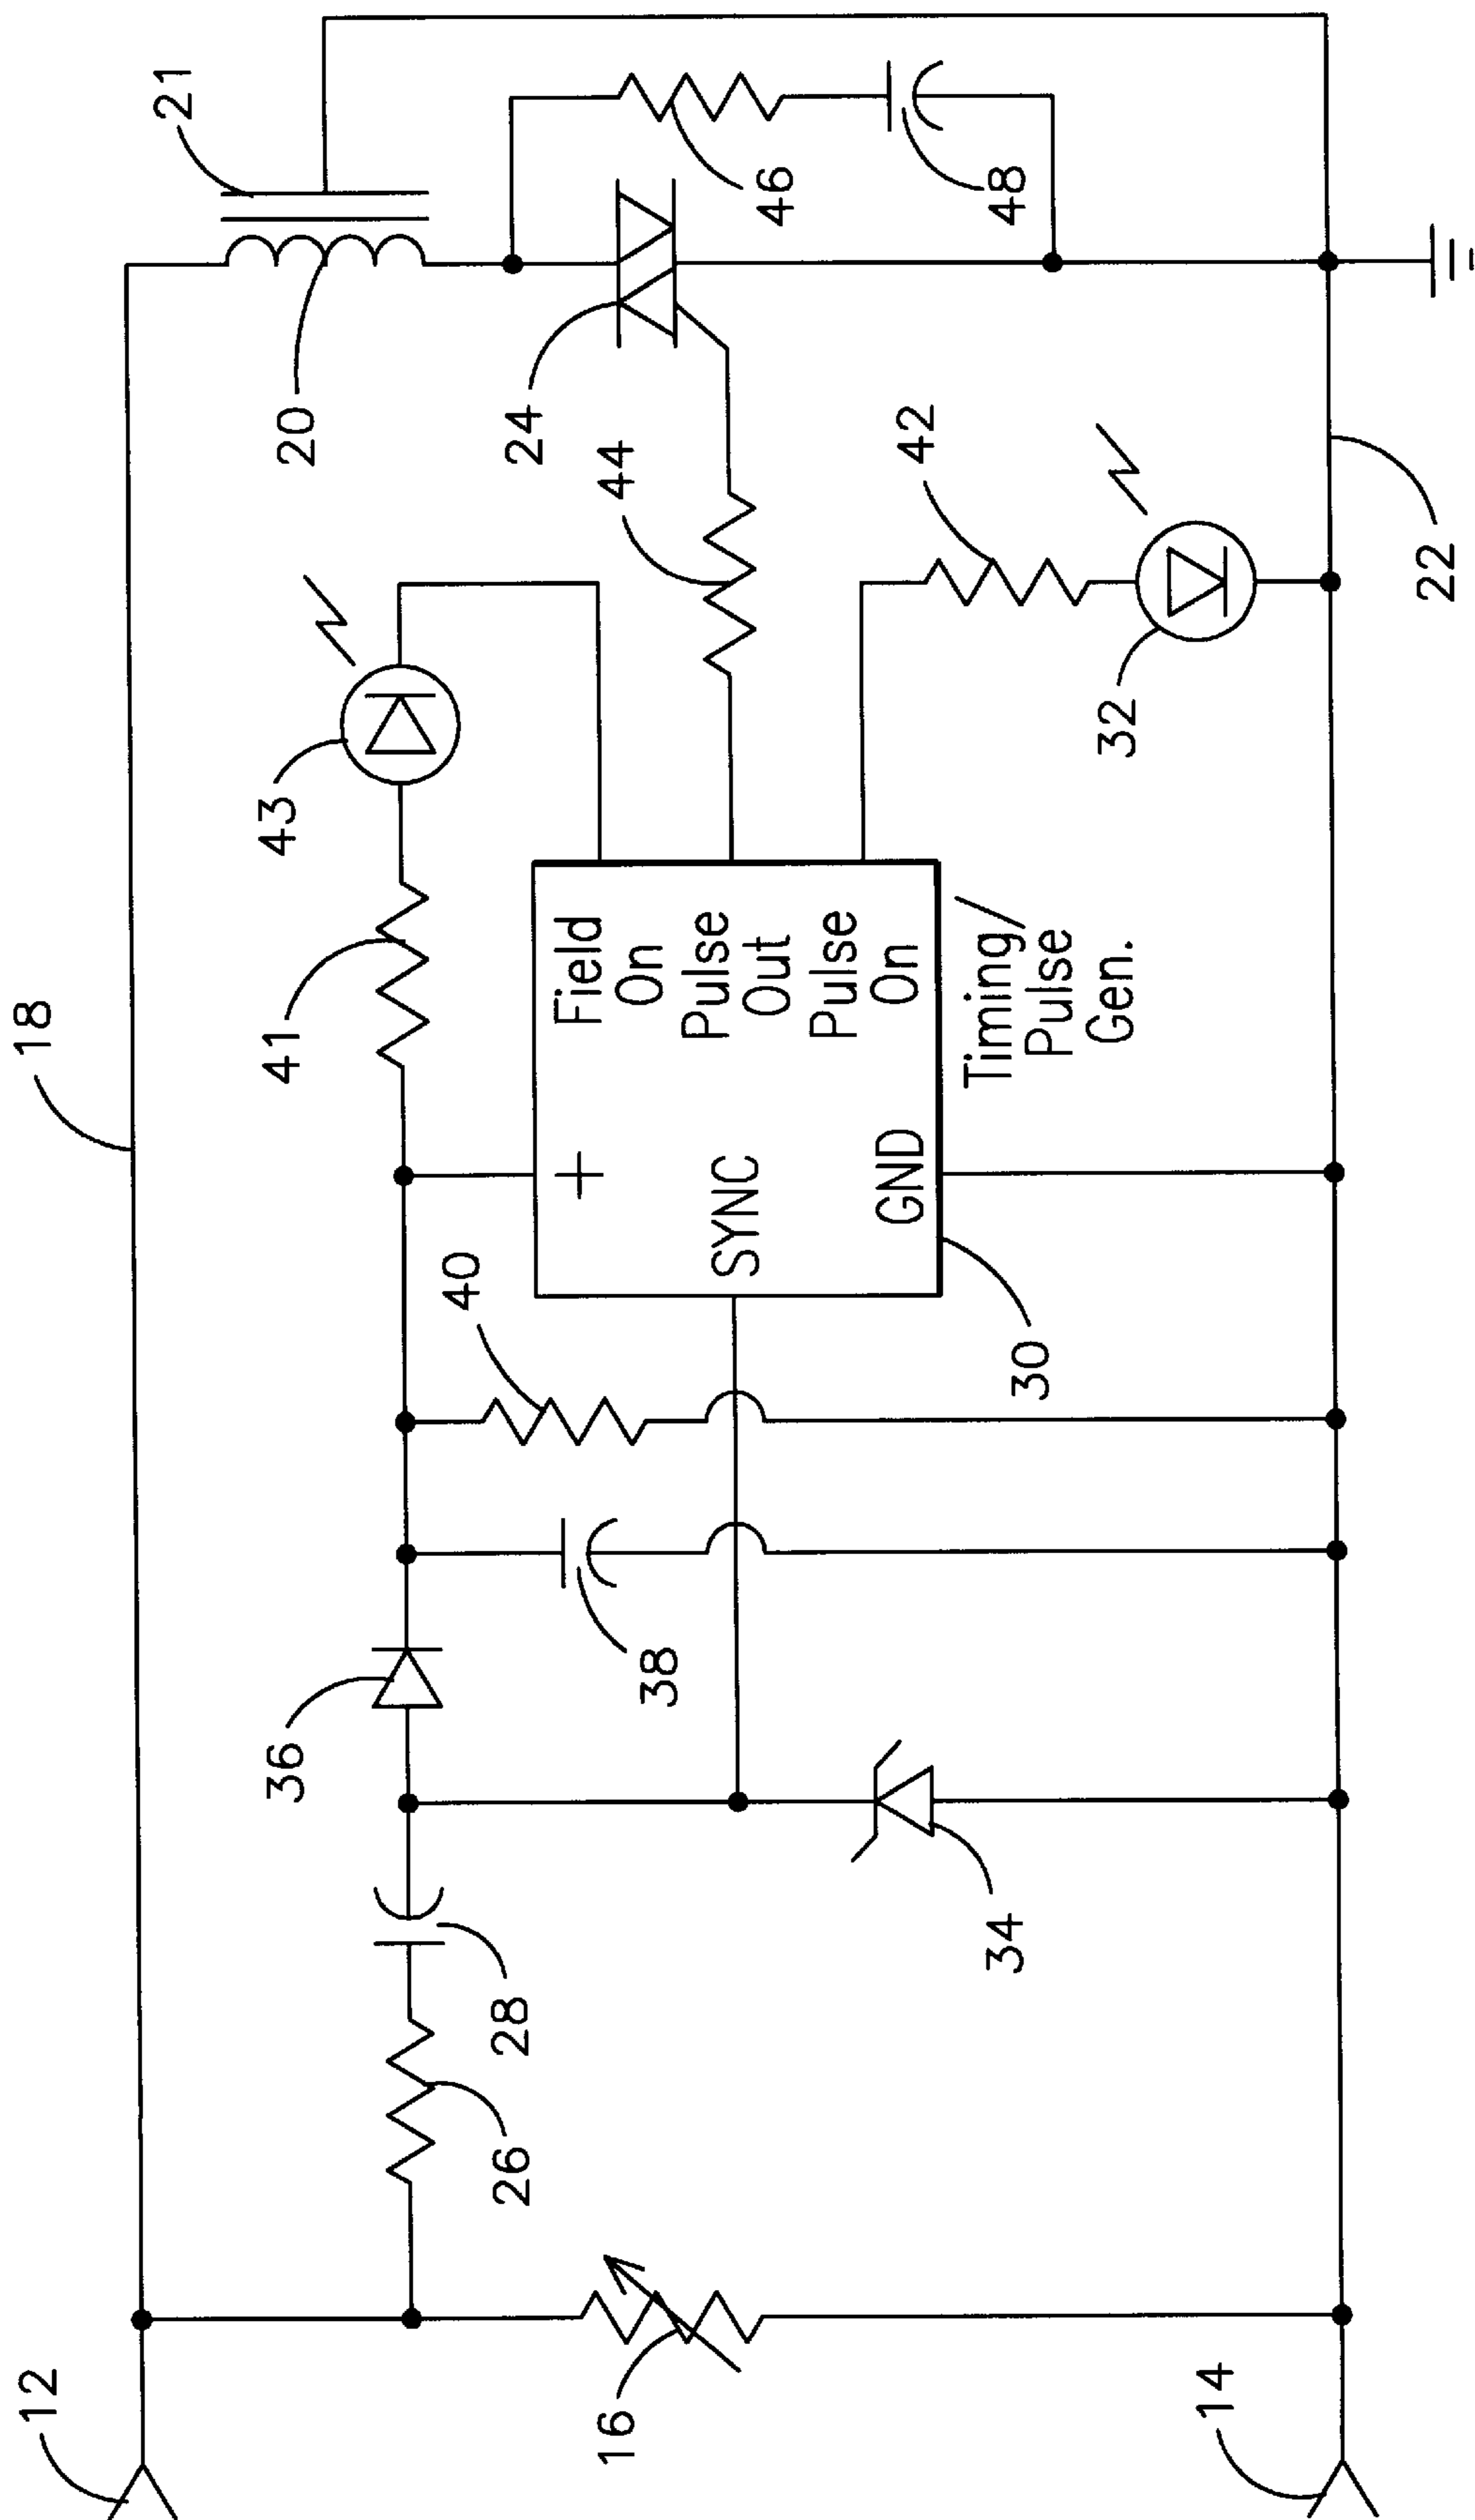 12
18
21
20
43
41
36
28
26
24
44
46
48
42
40
38
34
16
+
SYNC
GND
Field
On
Pulse
Out
Pulse
On
Timing/
Pulse
Gen.
30
32
22
14